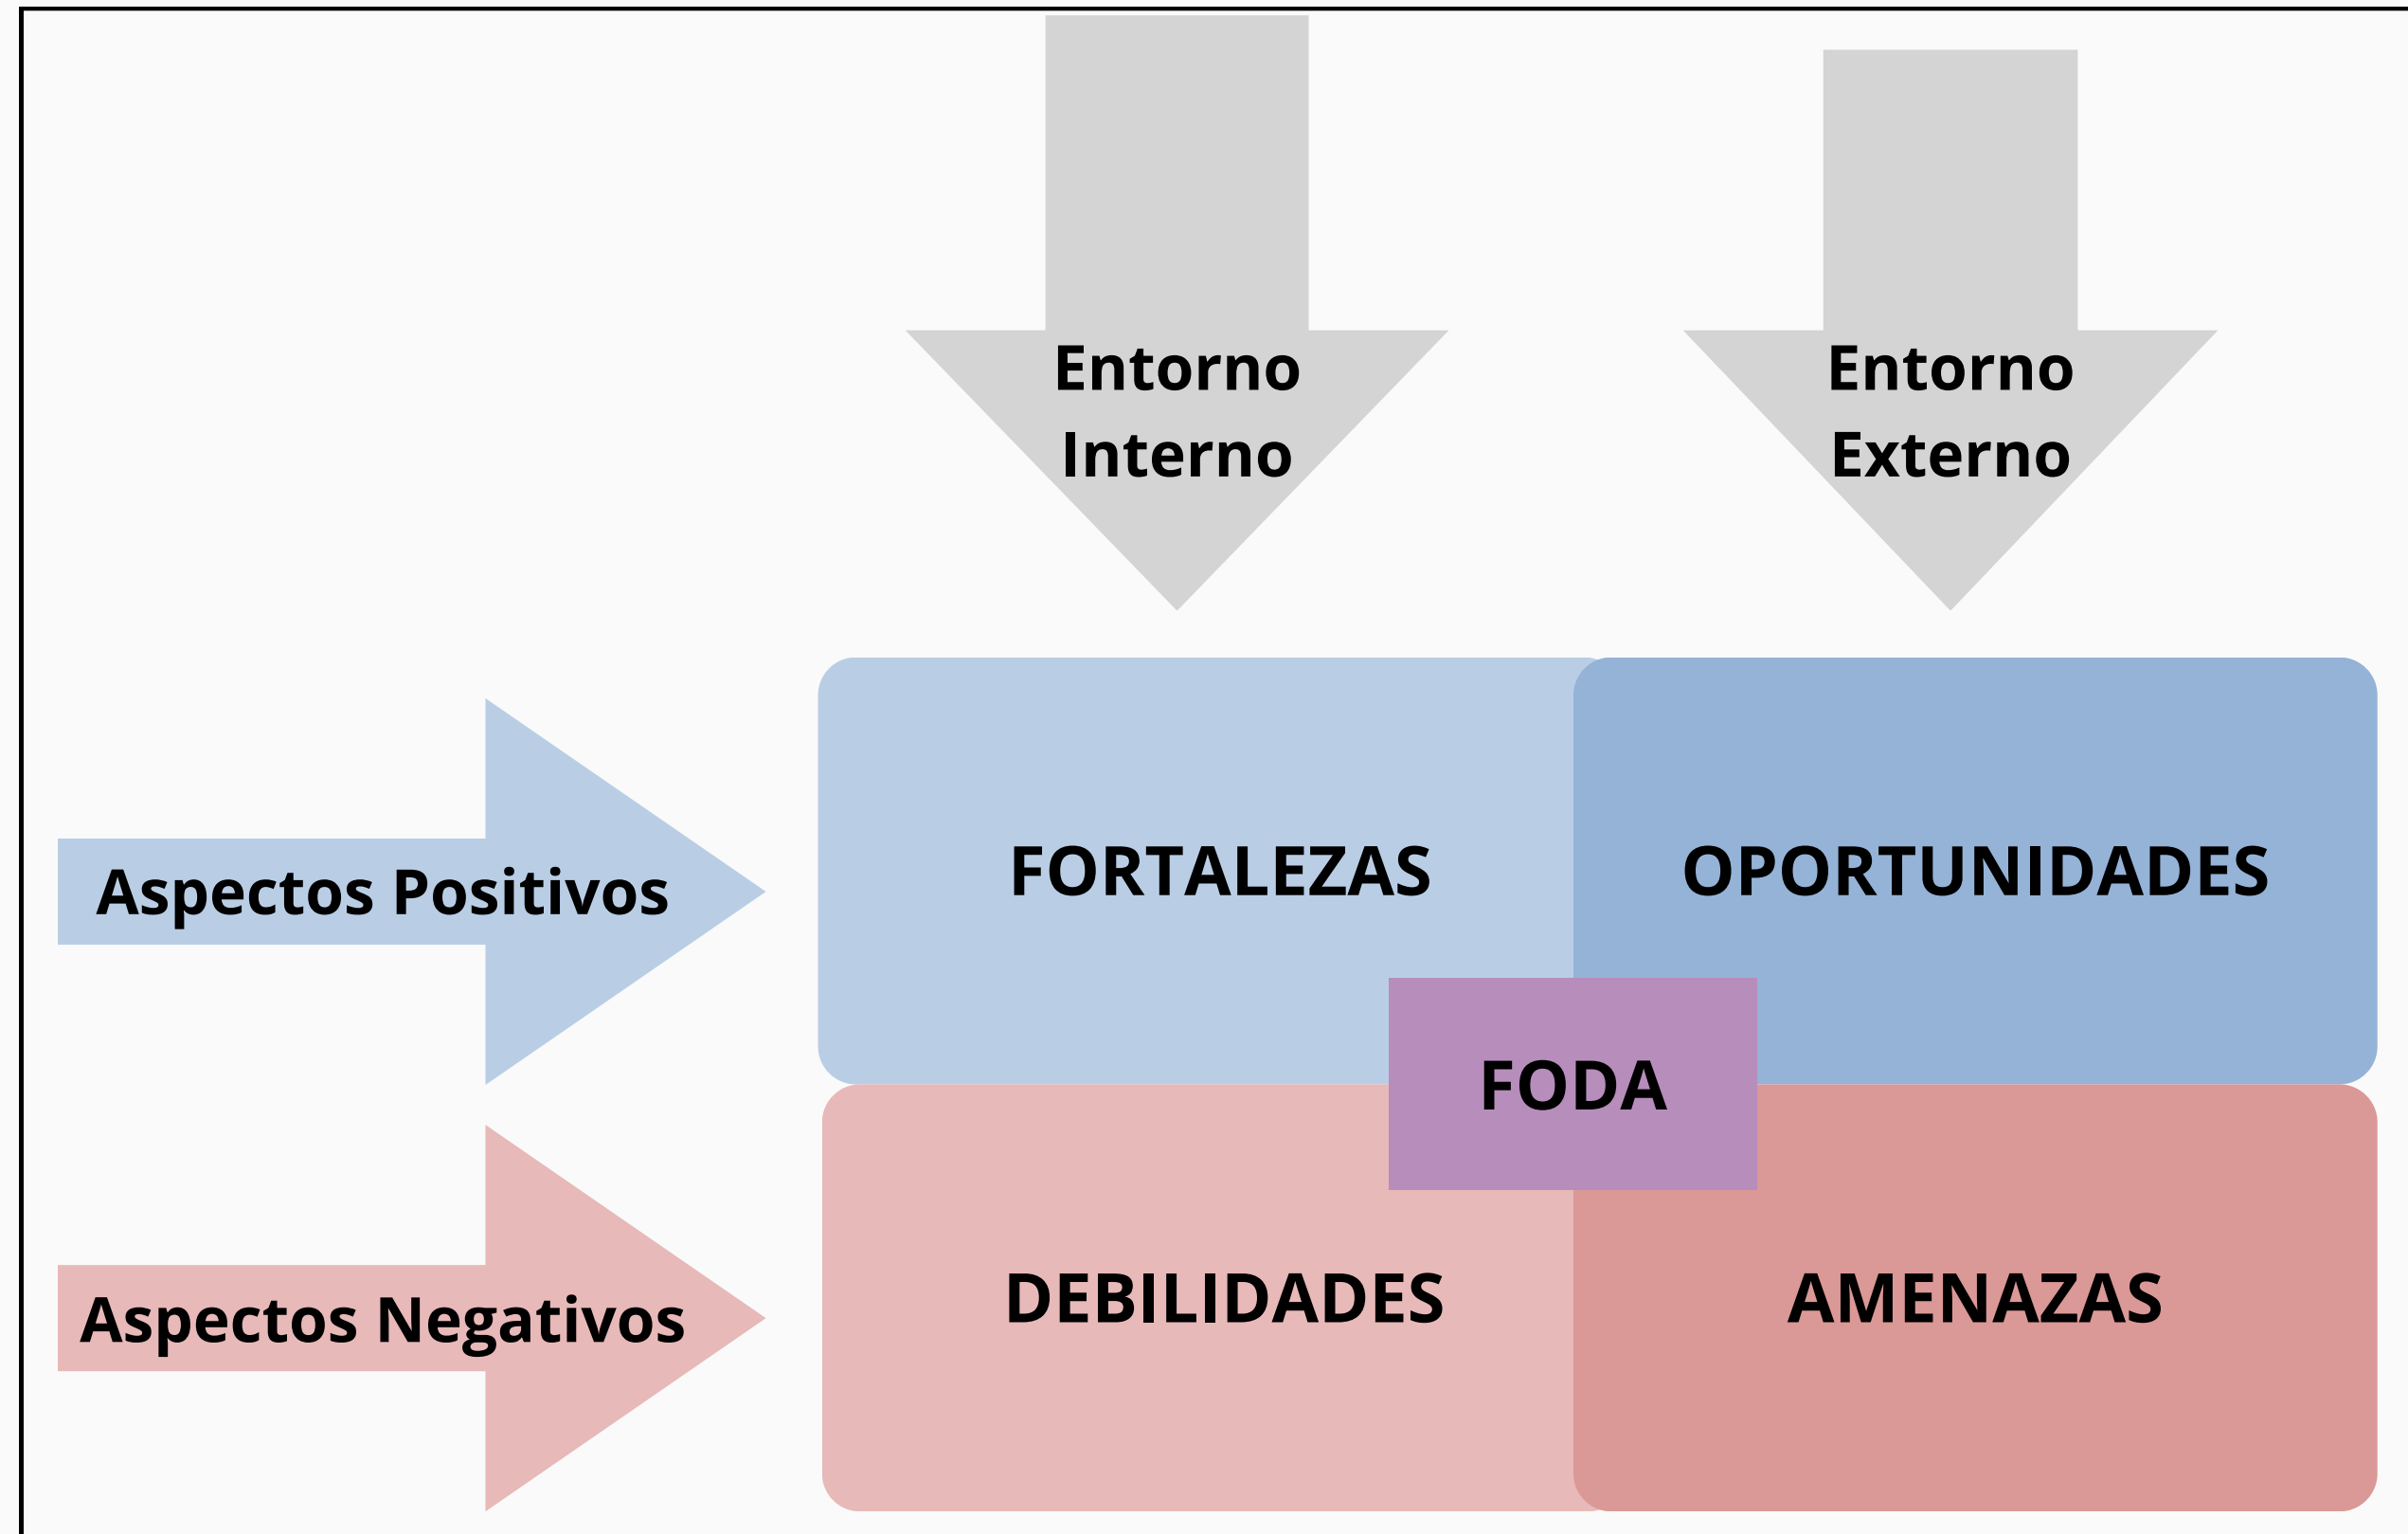 Entorno
Interno
Entorno
Externo
Aspectos Positivos
FORTALEZAS
OPORTUNIDADES
FODA
Aspectos Negativos
DEBILIDADES
AMENAZAS